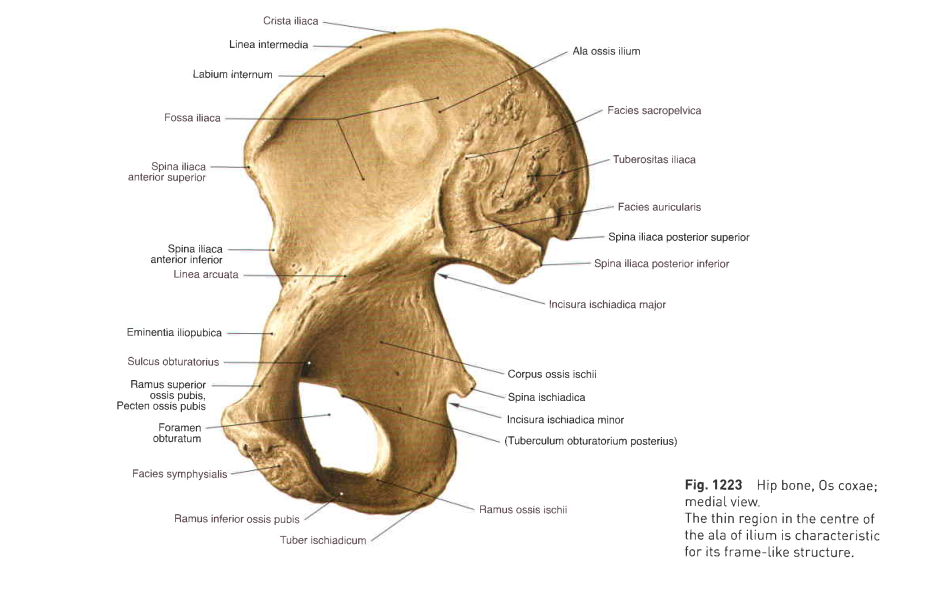 Crista iliaca
Linea intermedia
Labium internum
Fossa iliaca
Spina iliaca
anterior superior
Spina iliaca
anterior inferior
Linea arcuata
Eminentia iliopubica
Sulcus obturatorius
Ramus superior
ossis pubis,
Pecten ossis pubis
Foramen
obturatum
Facies symphysialis
Ramus inferior ossis pubis
Tuber ischiadicum
Ala ossis ilium
Facies sacropelvica
Tuberositas iliaca
Facies auricularis
Spina iliaca posterior superior
Spina iliaca posterior inferior
Incisura ischiadica major
Corpus ossis ischii
Spina ischiadica
Incisura ischiadica minor
(Tuberculum obturatorium posterius)
Ramus ossis ischii
Fig. 1223 Hip bone, Os coxae;
medial view.
The thin region in the centre of
the ala of ilium is characteristic
for its frame-like structure.